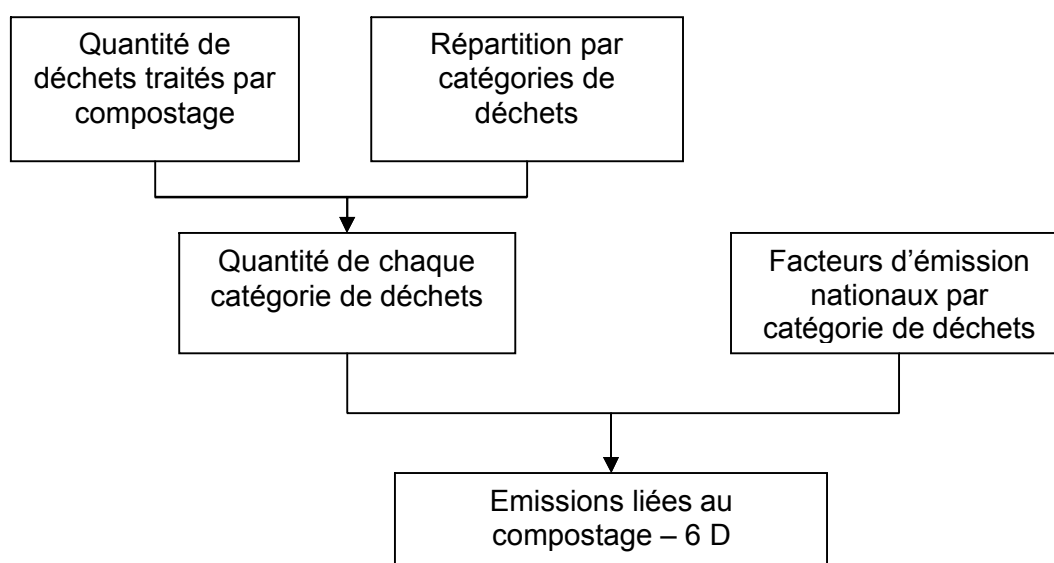 Quantité de
déchets traités par
compostage
Répartition par
catégories de
déchets
Quantité de chaque
catégorie de déchets
Facteurs d’émission
nationaux par
catégorie de déchets
Emissions liées au
compostage – 6 D